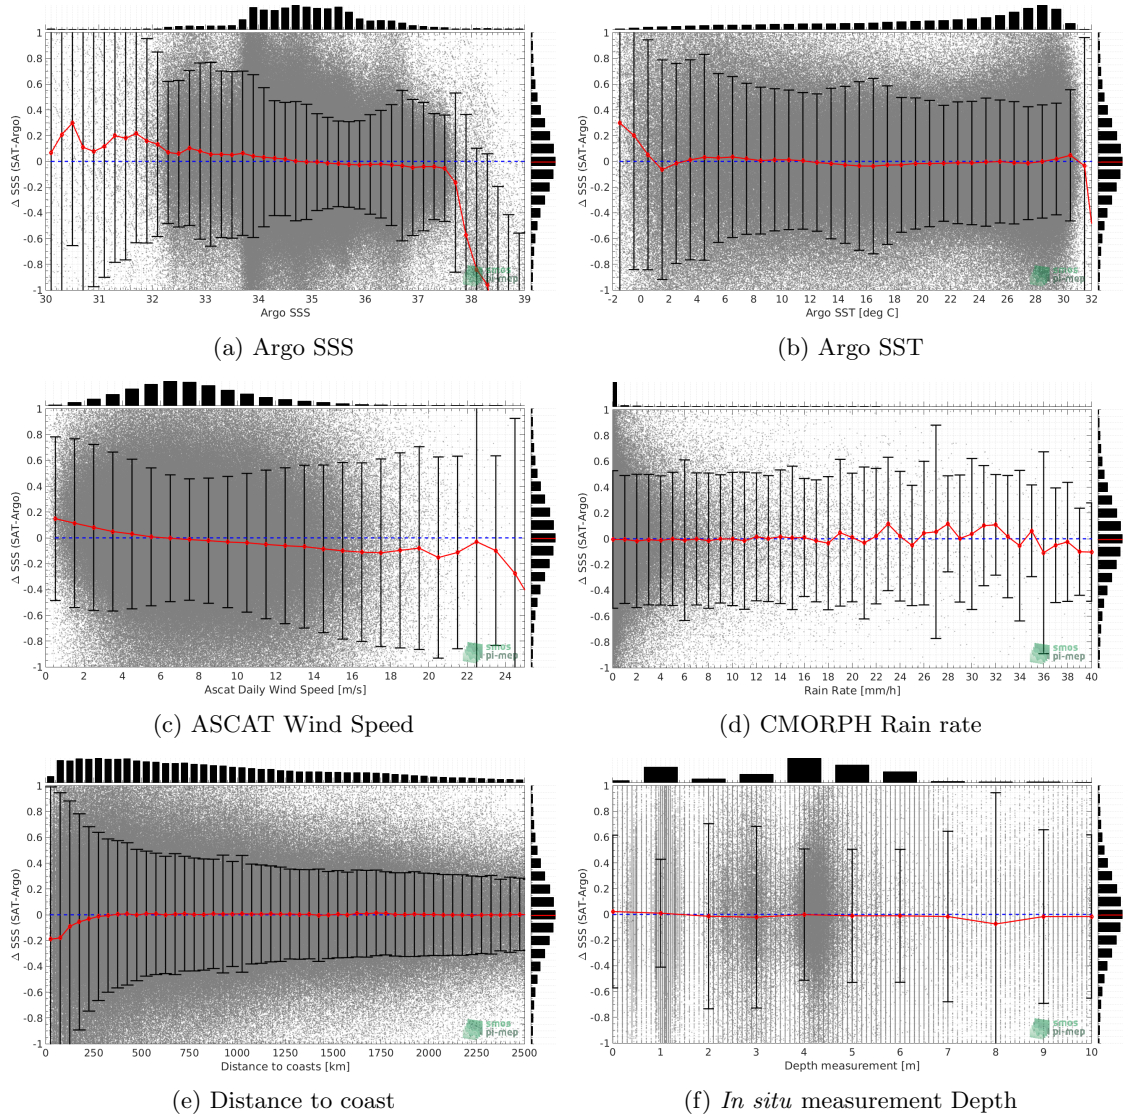 1
0.8
0.6
0.4
0.2
0
-0.2
-0.4
-0.6
-0.8
-1
Δ SSS (SAT-Argo)
30 31 32 33 34 35 36 37 38 39
Argo SSS
smos
pi-mep
(a) Argo SSS
1
0.8
0.6
0.4
0.2
0
-0.2
-0.4
-0.6
-0.8
-1
Δ SSS (SAT-Argo)
-2 0 2 4 6 8 10 12 14 16 18 20 22 24 26 28 30 32
Argo SST [deg C]
smos
pi-mep
(b) Argo SST
1
0.8
0.6
0.4
0.2
0
-0.2
-0.4
-0.6
-0.8
-1
Δ SSS (SAT-Argo)
0 2 4 6 8 10 12 14 16 18 20 22 24
Ascat Daily Wind Speed [m/s]
smos
pi-mep
(c) ASCAT Wind Speed
1
0.8
0.6
0.4
0.2
0
-0.2
-0.4
-0.6
-0.8
-1
Δ SSS (SAT-Argo)
0 2 4 6 8 10 12 14 16 18 20 22 24 26 28 30 32 34 36 38 40
Rain Rate [mm/h]
smos
pi-mep
(d) CMORPH Rain rate
1
0.8
0.6
0.4
0.2
0
-0.2
-0.4
-0.6
-0.8
-1
Δ SSS (SAT-Argo)
0 250 500 750 1000 1250 1500 1750 2000 2250 2500
Distance to coasts [km]
smos
pi-mep
(e) Distance to coast
1
0.8
0.6
0.4
0.2
0
-0.2
-0.4
-0.6
-0.8
-1
Δ SSS (SAT-Argo)
0 1 2 3 4 5 6 7 8 9 10
Depth measurement [m]
smos
pi-mep
(f) In situ measurement Depth